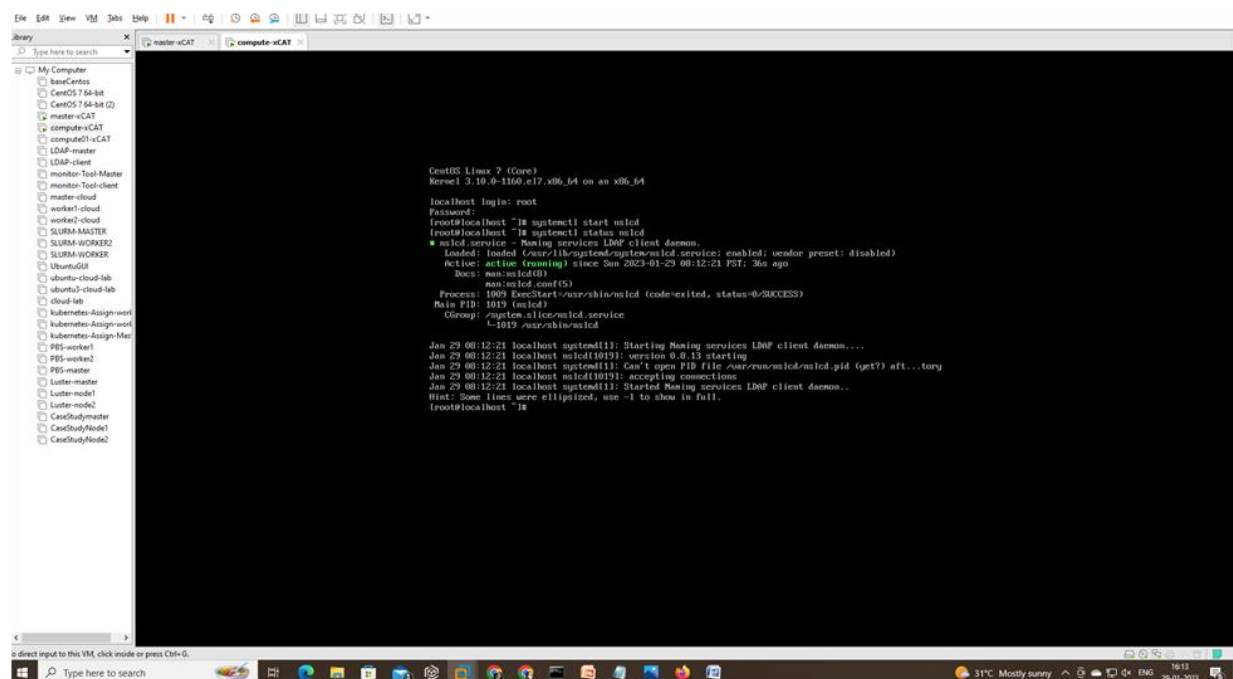 File Edit View VM Tabs Help
Library
Type here to search
My Computer
baseCentos
CentOS 7 64-bit
CentOS 7 64-bit (2)
master-xCAT
compute-xCAT
compute01-xCAT
LDAP-master
LDAP-client
monitor-Tool-Master
monitor-Tool-client
master-cloud
worker1-cloud
worker2-cloud
SLURM-MASTER
SLURM-WORKER2
SLURM-WORKER
UbuntuGUI
ubuntu-cloud-lab
ubuntu3-cloud-lab
cloud-lab
kubernetes-Assign-worl
kubernetes-Assign-worl
kubernetes-Assign-Mas
PBS-worker1
PBS-worker2
PBS-master
Luster-master
Luster-node1
Luster-node2
CaseStudymaster
CaseStudyNode1
CaseStudyNode2
master-xCAT compute-xCAT
CentOS Linux 7 (Core)
Kernel 3.10.0-1160.el7.x86_64 on an x86_64
localhost login: root
Password:
[root@localhost ~]# systemctl start nslcd
[root@localhost ~]# systemctl status nslcd
nslcd.service - Naming services LDAP client daemon.
Loaded: loaded (/usr/lib/systemd/system/nslcd.service; enabled; vendor preset: disabled)
Active: active (running) since Sun 2023-01-29 08:12:21 PST; 36s ago
Docs: man:nslcd(8)
man:nslcd.conf(5)
Process: 1009 ExecStart=/usr/sbin/nslcd (code=exited, status=0/SUCCESS)
Main PID: 1019 (nslcd)
CGroup: /system.slice/nslcd.service
└─1019 /usr/sbin/nslcd
Jan 29 08:12:21 localhost systemd[1]: Starting Naming services LDAP client daemon....
Jan 29 08:12:21 localhost nslcd[1019]: version 0.8.13 starting
Jan 29 08:12:21 localhost systemd[1]: Can't open PID file /var/run/nslcd/nslcd.pid (yet?) aft...tory
Jan 29 08:12:21 localhost nslcd[1019]: accepting connections
Jan 29 08:12:21 localhost systemd[1]: Started Naming services LDAP client daemon..
Hint: Some lines were ellipsized, use -l to show in full.
[root@localhost ~]#
o direct input to this VM, click inside or press Ctrl+G.
Type here to search
31°C Mostly sunny ENG 16:13
29-01-2023